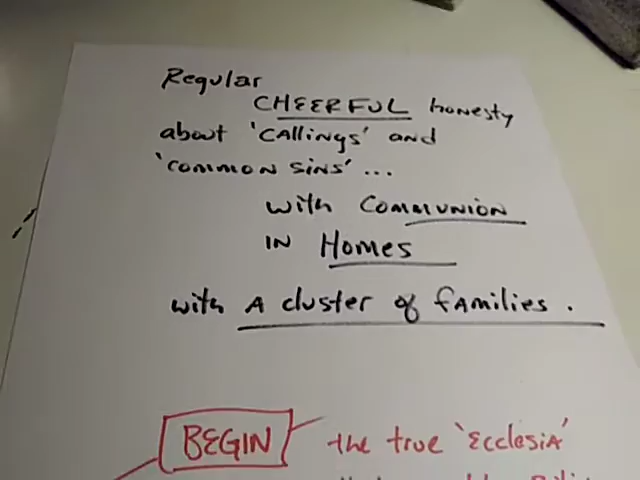 Regular
CHEERFUL honesty
about 'CALLINGS' and
'COMMON SINS' ...
with COMMUNION
IN Homes
with A cluster of FAMILIES.
BEGIN the true 'Ecclesia'